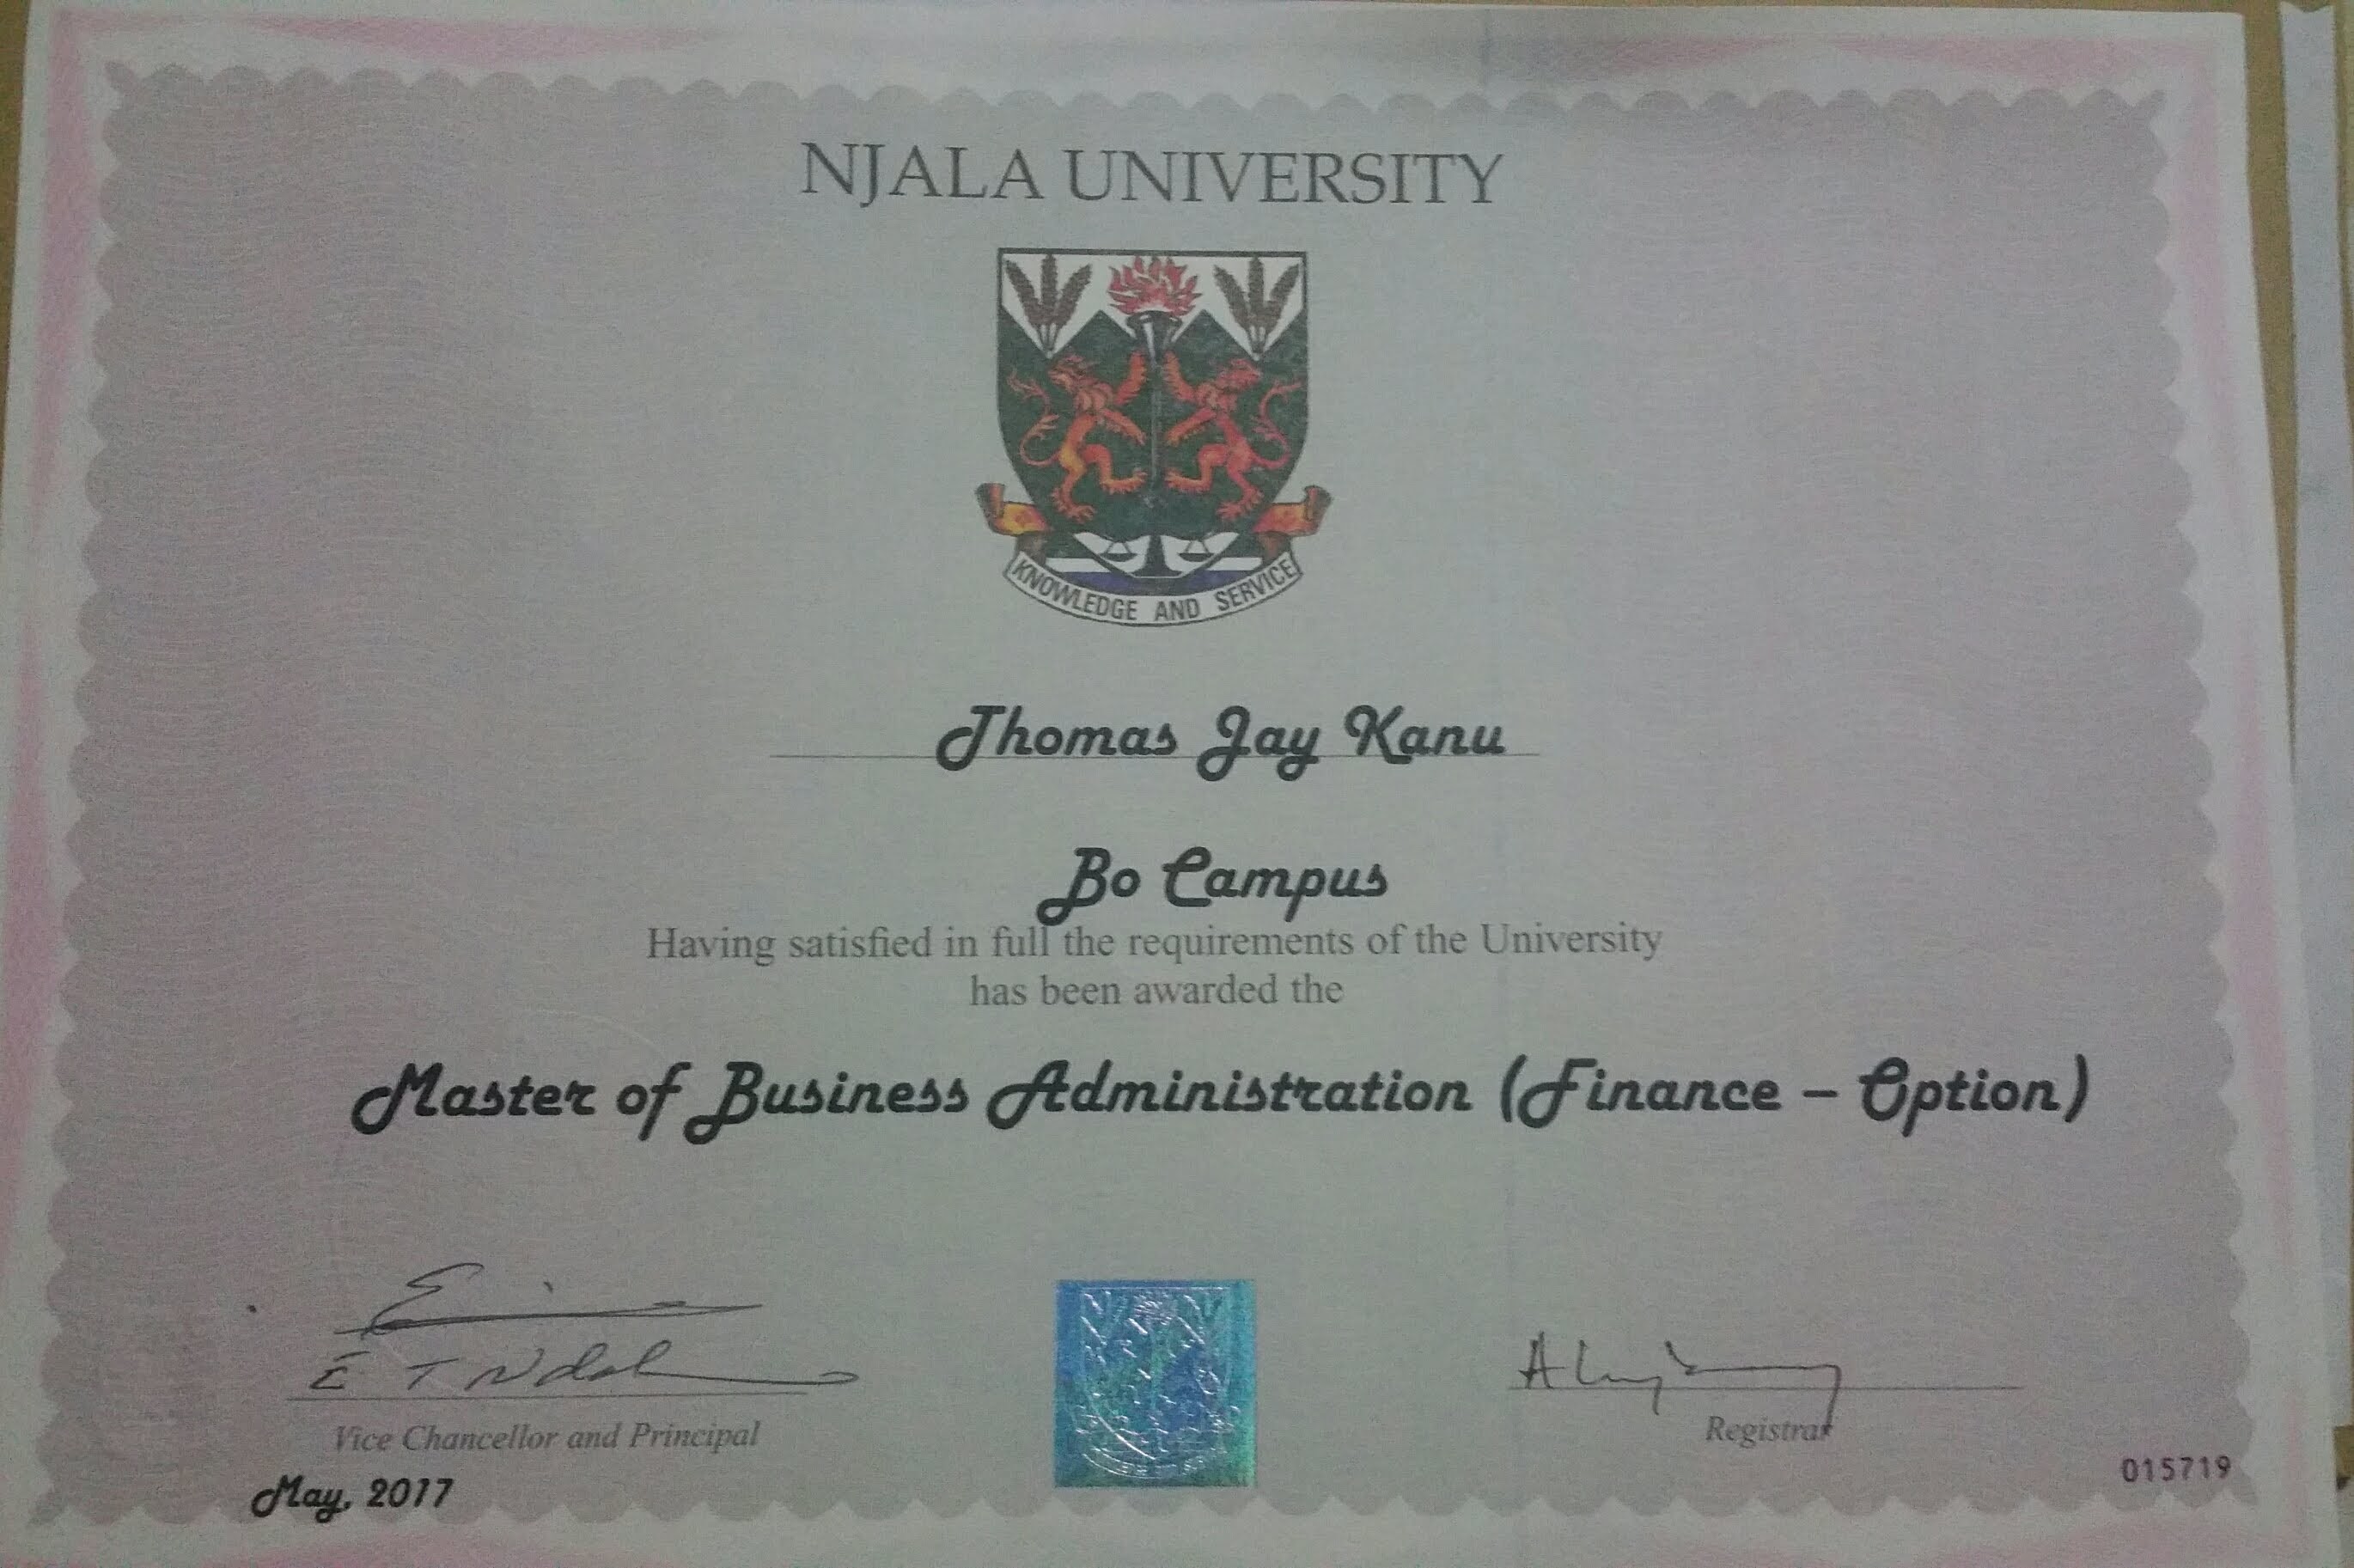 NJALA UNIVERSITY
KNOWLEDGE AND SERVICE
Thomas Jay Kanu
Bo Campus
Having satisfied in full the requirements of the University
has been awarded the
Master of Business Administration (Finance – Option)
E T Ndol
Vice Chancellor and Principal
Registrar
May, 2017
015719